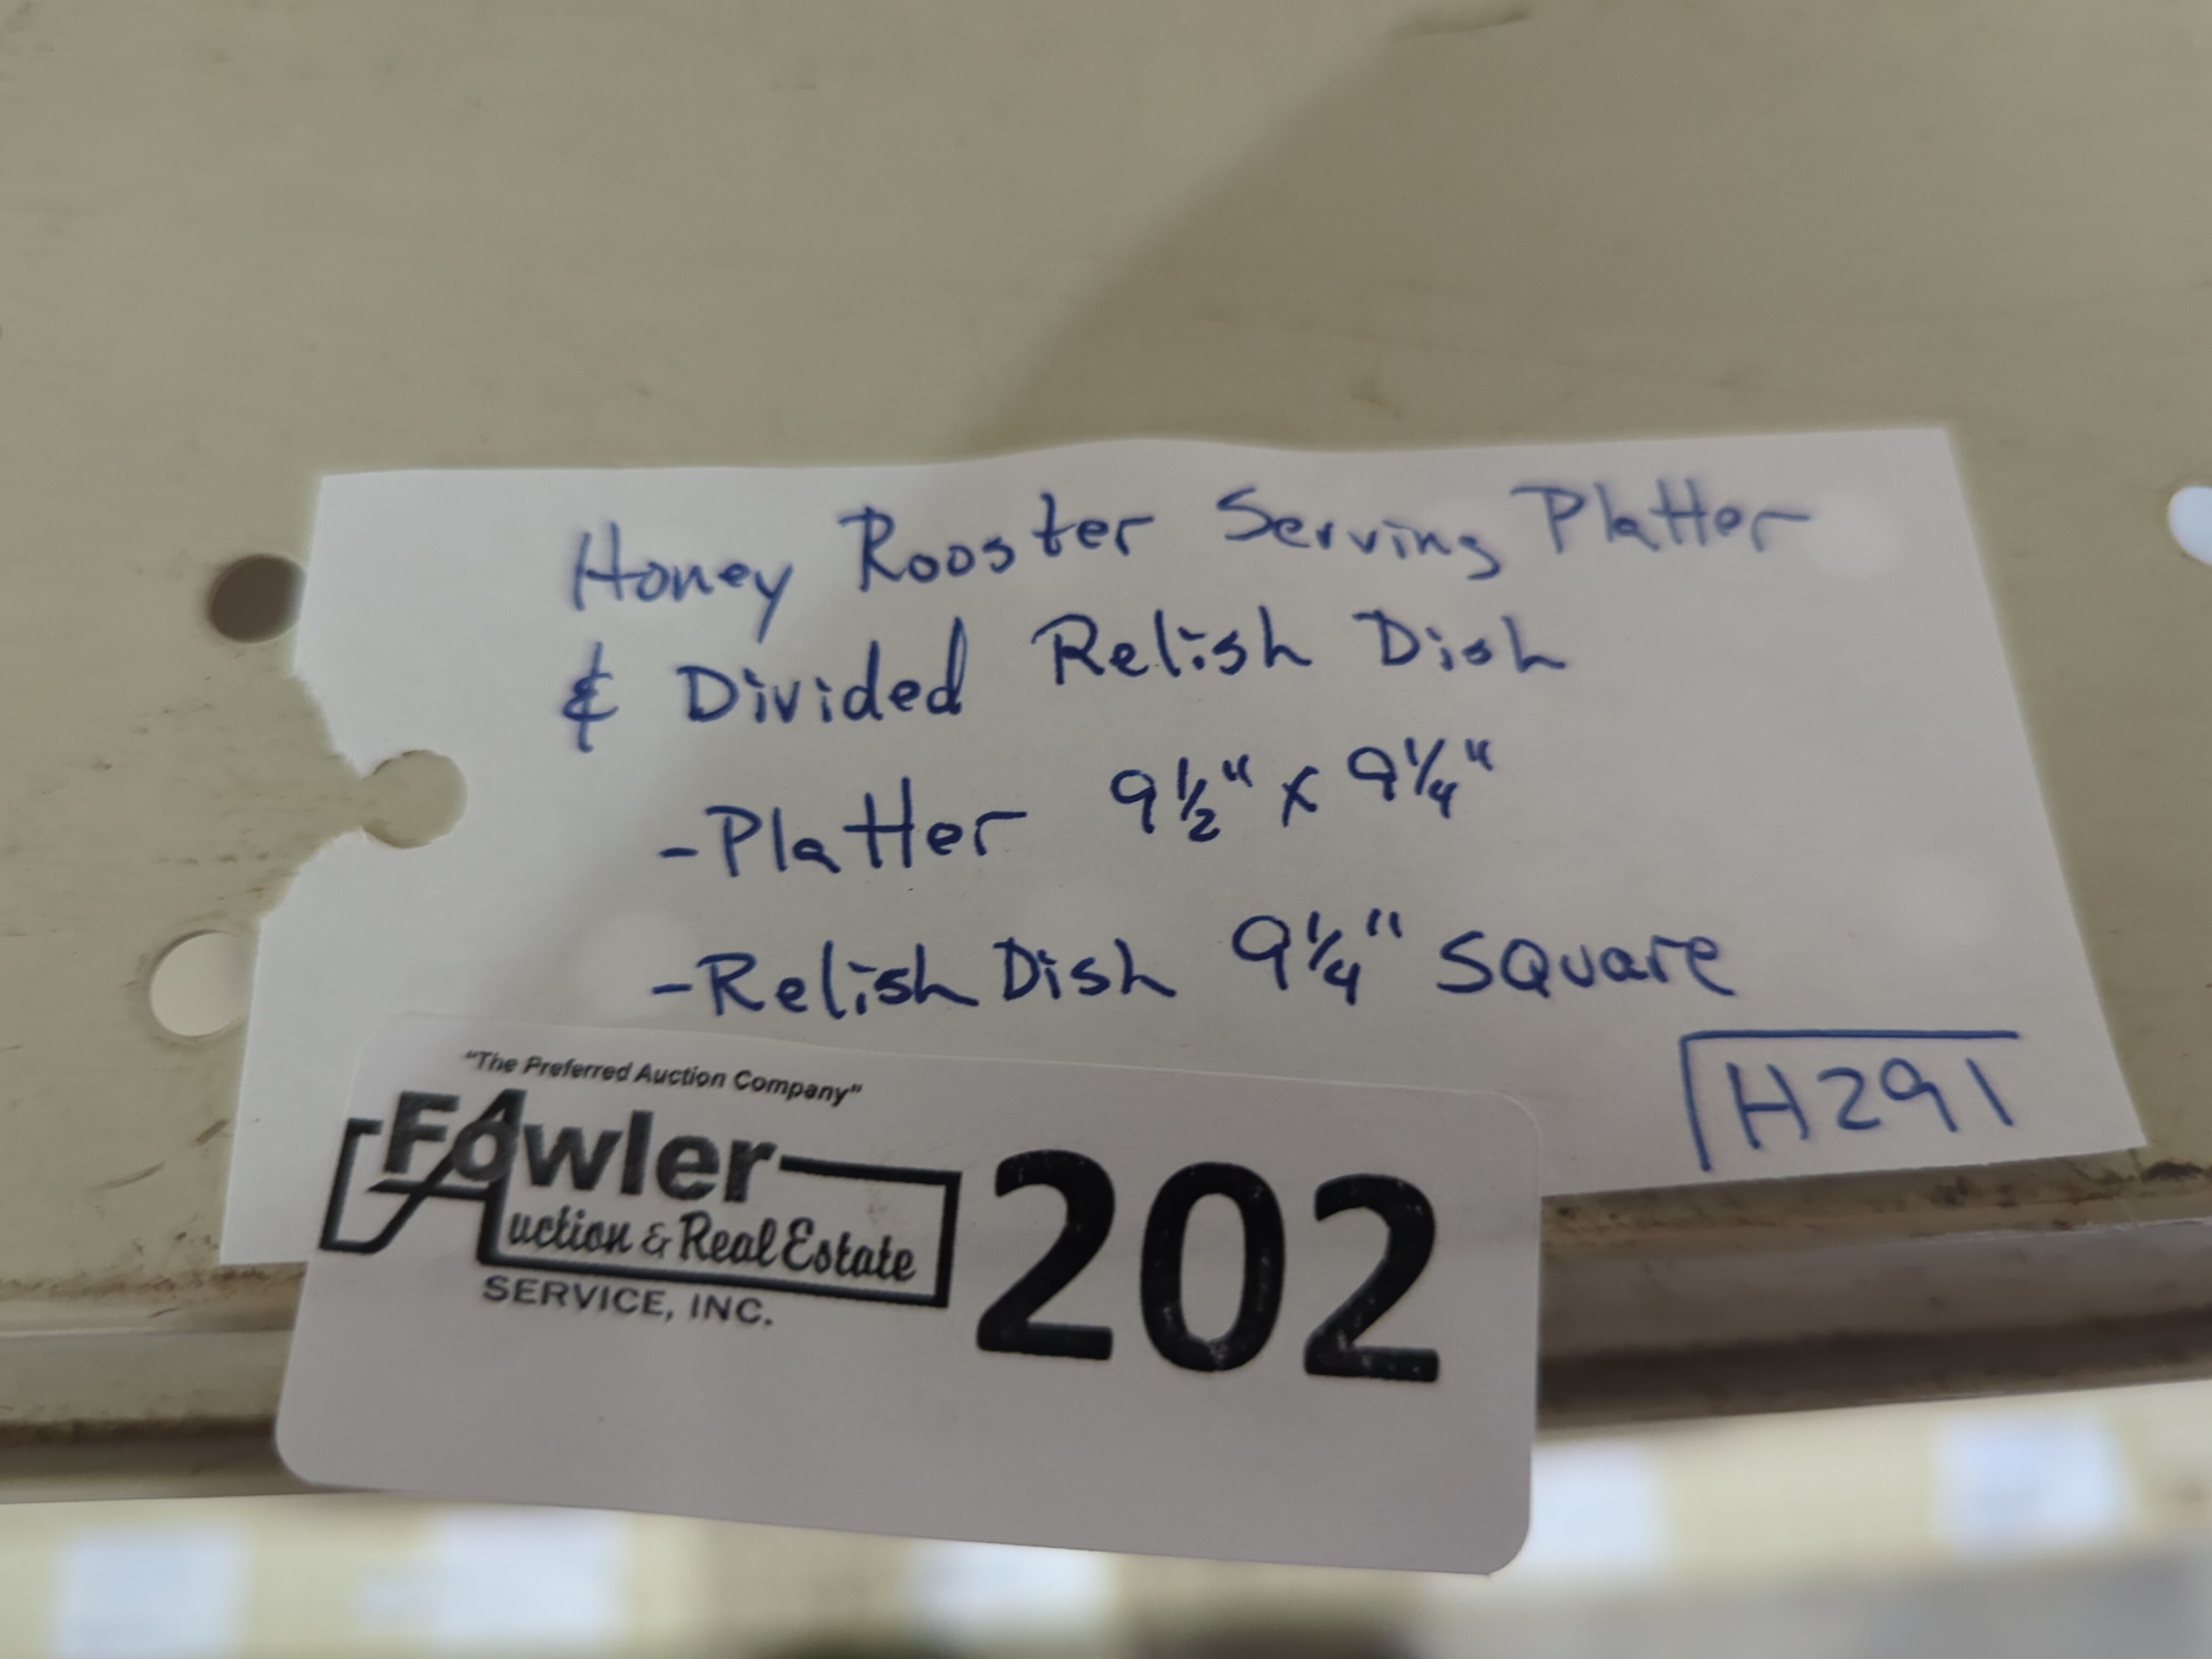 Honey Rooster Serving Platter
& Divided Relish Dish
-Platter 9½" x 9¼"
-Relish Dish 9¼" Square
H291
"The Preferred Auction Company"
Fowler
Auction & Real Estate
SERVICE, INC.
202